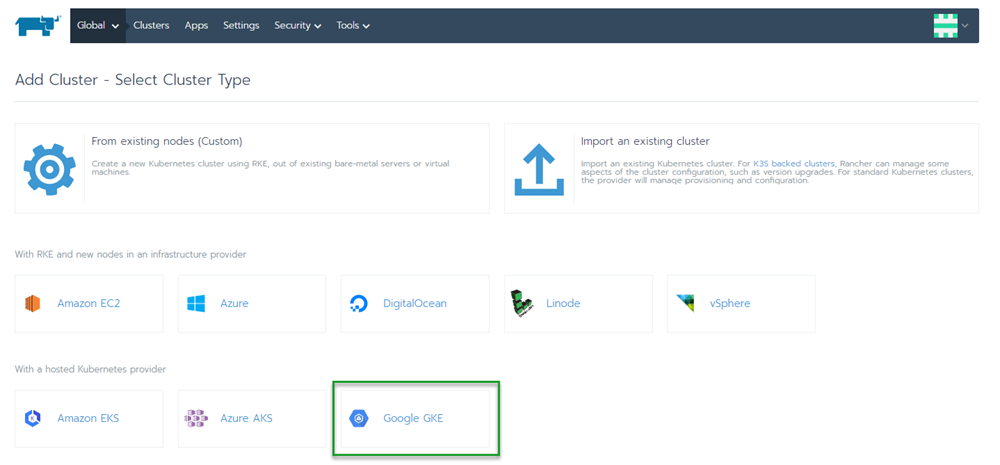 Global Clusters Apps Settings Security Tools
Add Cluster - Select Cluster Type
From existing nodes (Custom)
Create a new Kubernetes cluster using RKE, out of existing bare-metal servers or virtual
machines.
Import an existing cluster
Import an existing Kubernetes cluster. For K3S backed clusters, Rancher can manage some
aspects of the cluster configuration, such as version upgrades. For standard Kubernetes clusters,
the provider will manage provisioning and configuration.
With RKE and new nodes in an infrastructure provider
Amazon EC2 Azure DigitalOcean Linode vSphere
With a hosted Kubernetes provider
Amazon EKS Azure AKS Google GKE